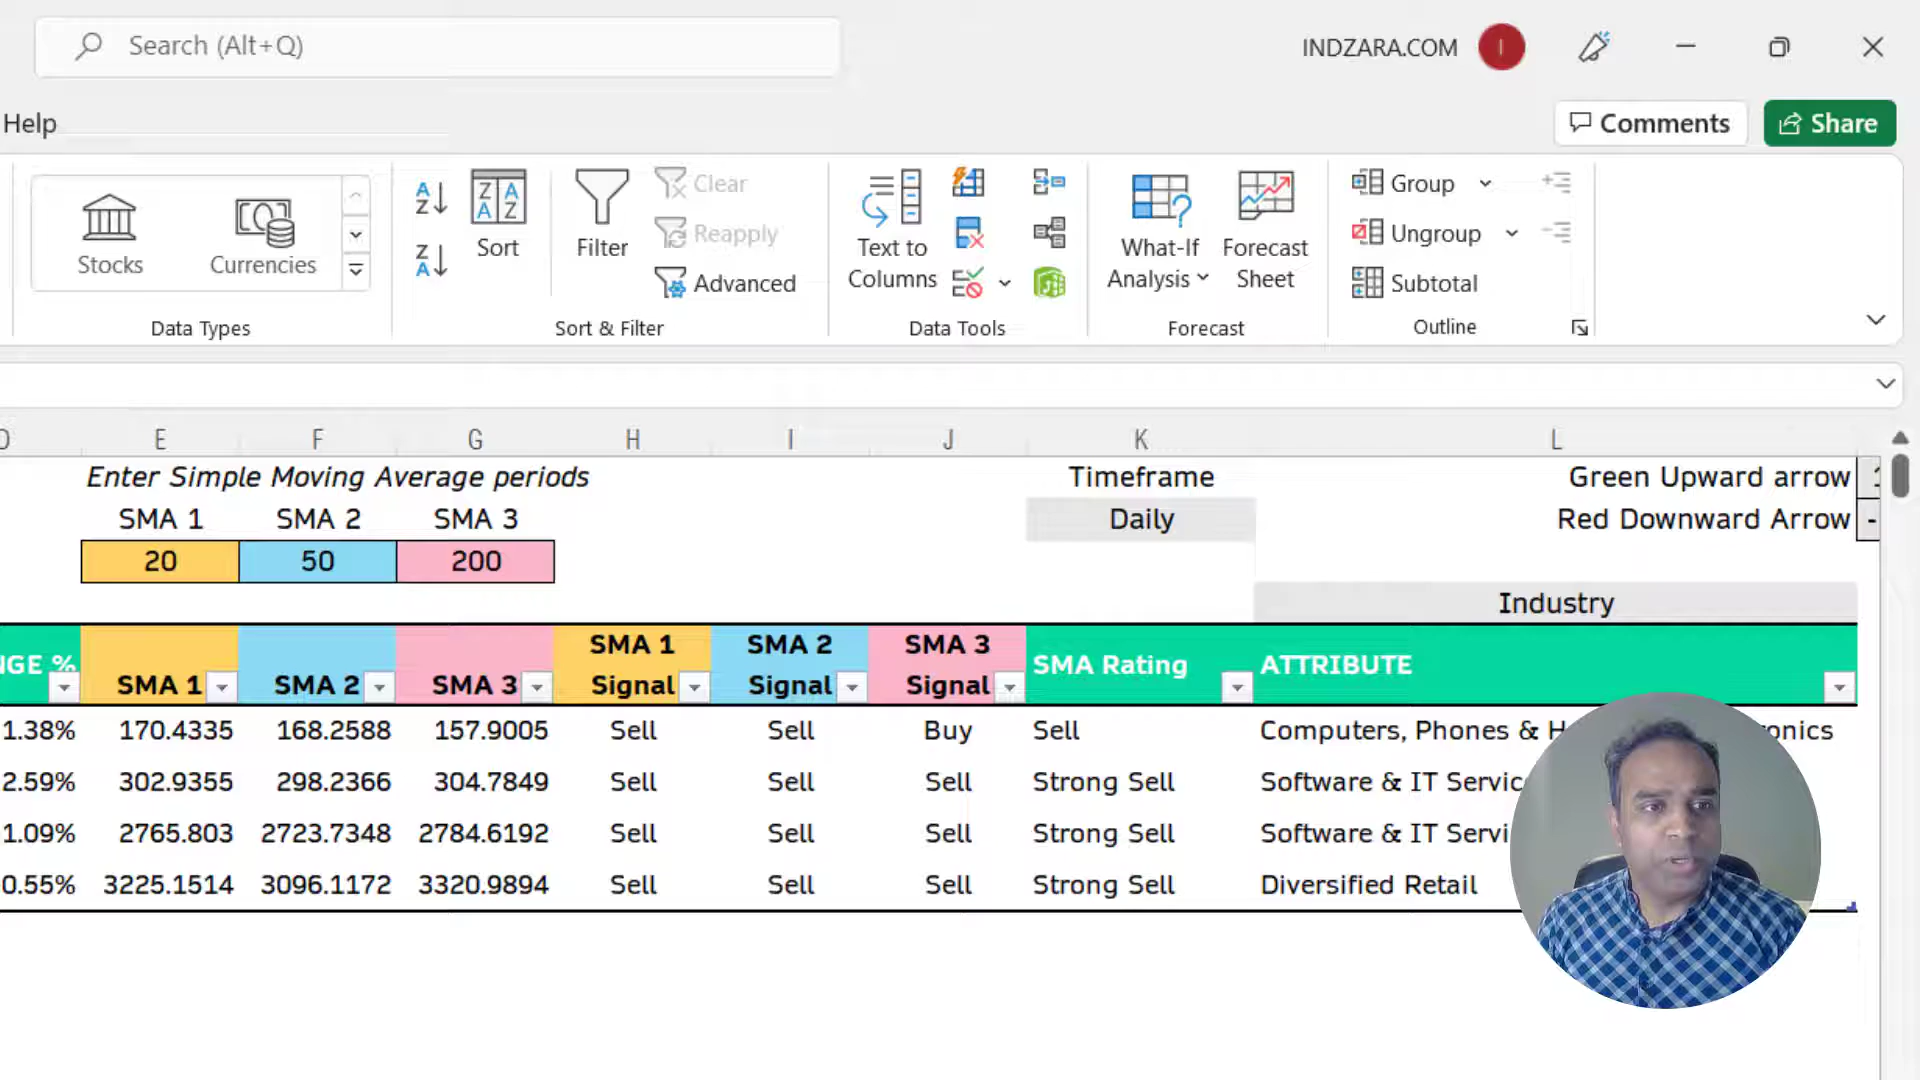 Search (Alt+Q)
INDZARA.COM
I
Help
Comments
Share
Stocks
Currencies
Data Types
Sort
Filter
Clear
Reapply
Advanced
Sort & Filter
Text to
Columns
Data Tools
What-If
Analysis
Forecast
Sheet
Forecast
Group
Ungroup
Subtotal
Outline
D E F G H I J K L
Enter Simple Moving Average periods Timeframe Green Upward arrow
SMA 1 SMA 2 SMA 3 Daily Red Downward Arrow -
20 50 200
Industry
NGE % SMA 1 SMA 2 SMA 3 SMA 1 Signal SMA 2 Signal SMA 3 Signal SMA Rating ATTRIBUTE
1.38% 170.4335 168.2588 157.9005 Sell Sell Buy Sell Computers, Phones & H onics
2.59% 302.9355 298.2366 304.7849 Sell Sell Sell Strong Sell Software & IT Servic
1.09% 2765.803 2723.7348 2784.6192 Sell Sell Sell Strong Sell Software & IT Servi
0.55% 3225.1514 3096.1172 3320.9894 Sell Sell Sell Strong Sell Diversified Retail